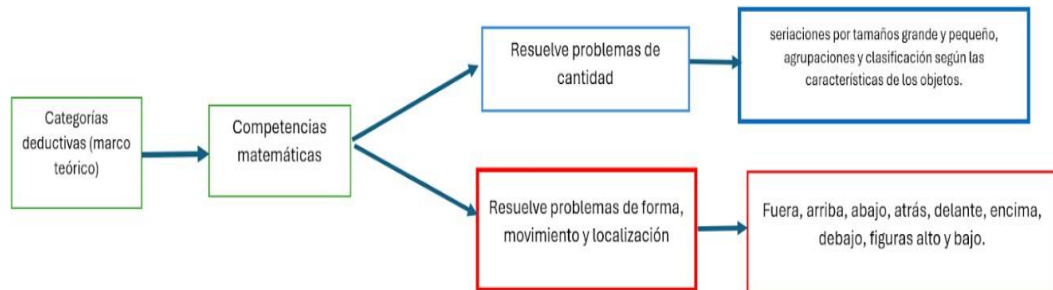 Categorías
deductivas (marco
teórico)
Competencias
matemáticas
Resuelve problemas de
cantidad
seriaciones por tamaños grande y pequeño,
agrupaciones y clasificación según las
características de los objetos.
Resuelve problemas de forma,
movimiento y localización
Fuera, arriba, abajo, atrás, delante, encima,
debajo, figuras alto y bajo.